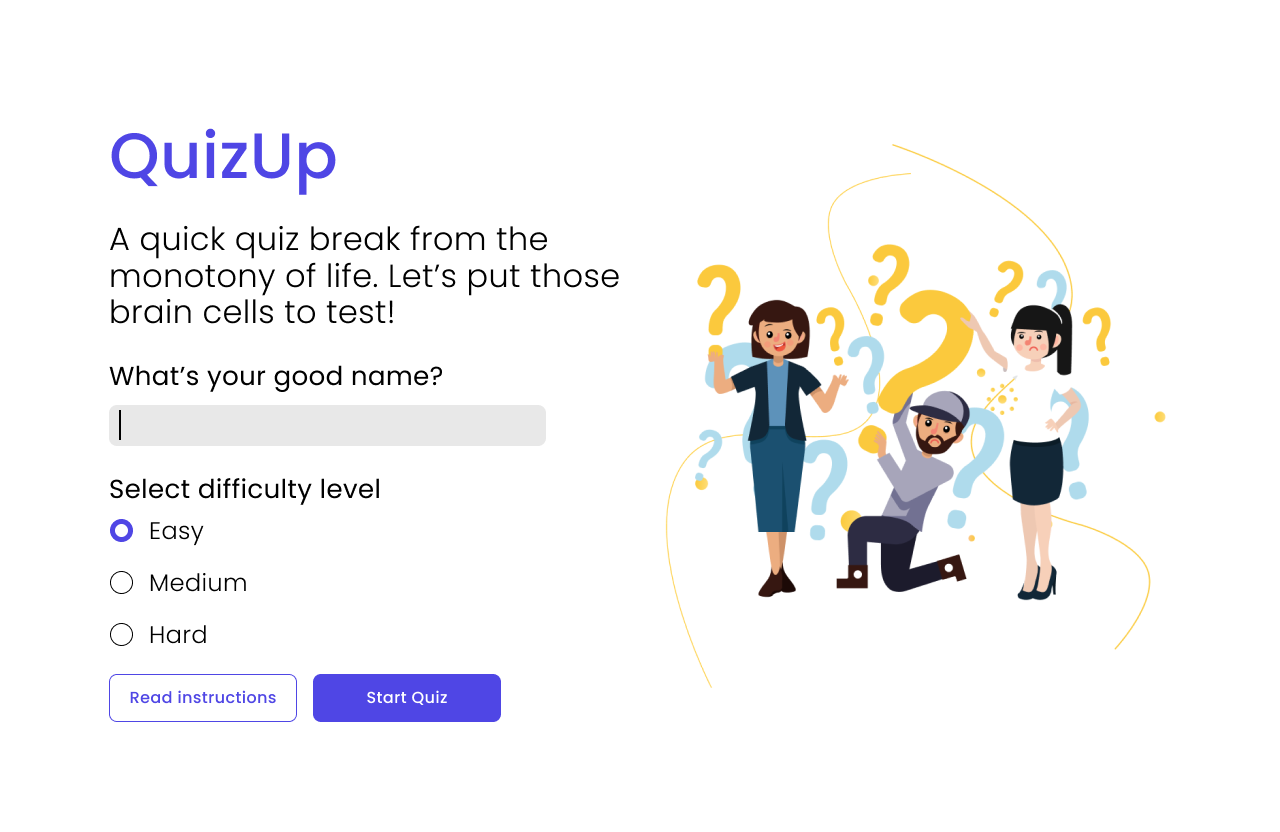 QuizUp
A quick quiz break from the
monotony of life. Let’s put those
brain cells to test!
What’s your good name?
Select difficulty level
Easy
Medium
Hard
Read instructions
Start Quiz